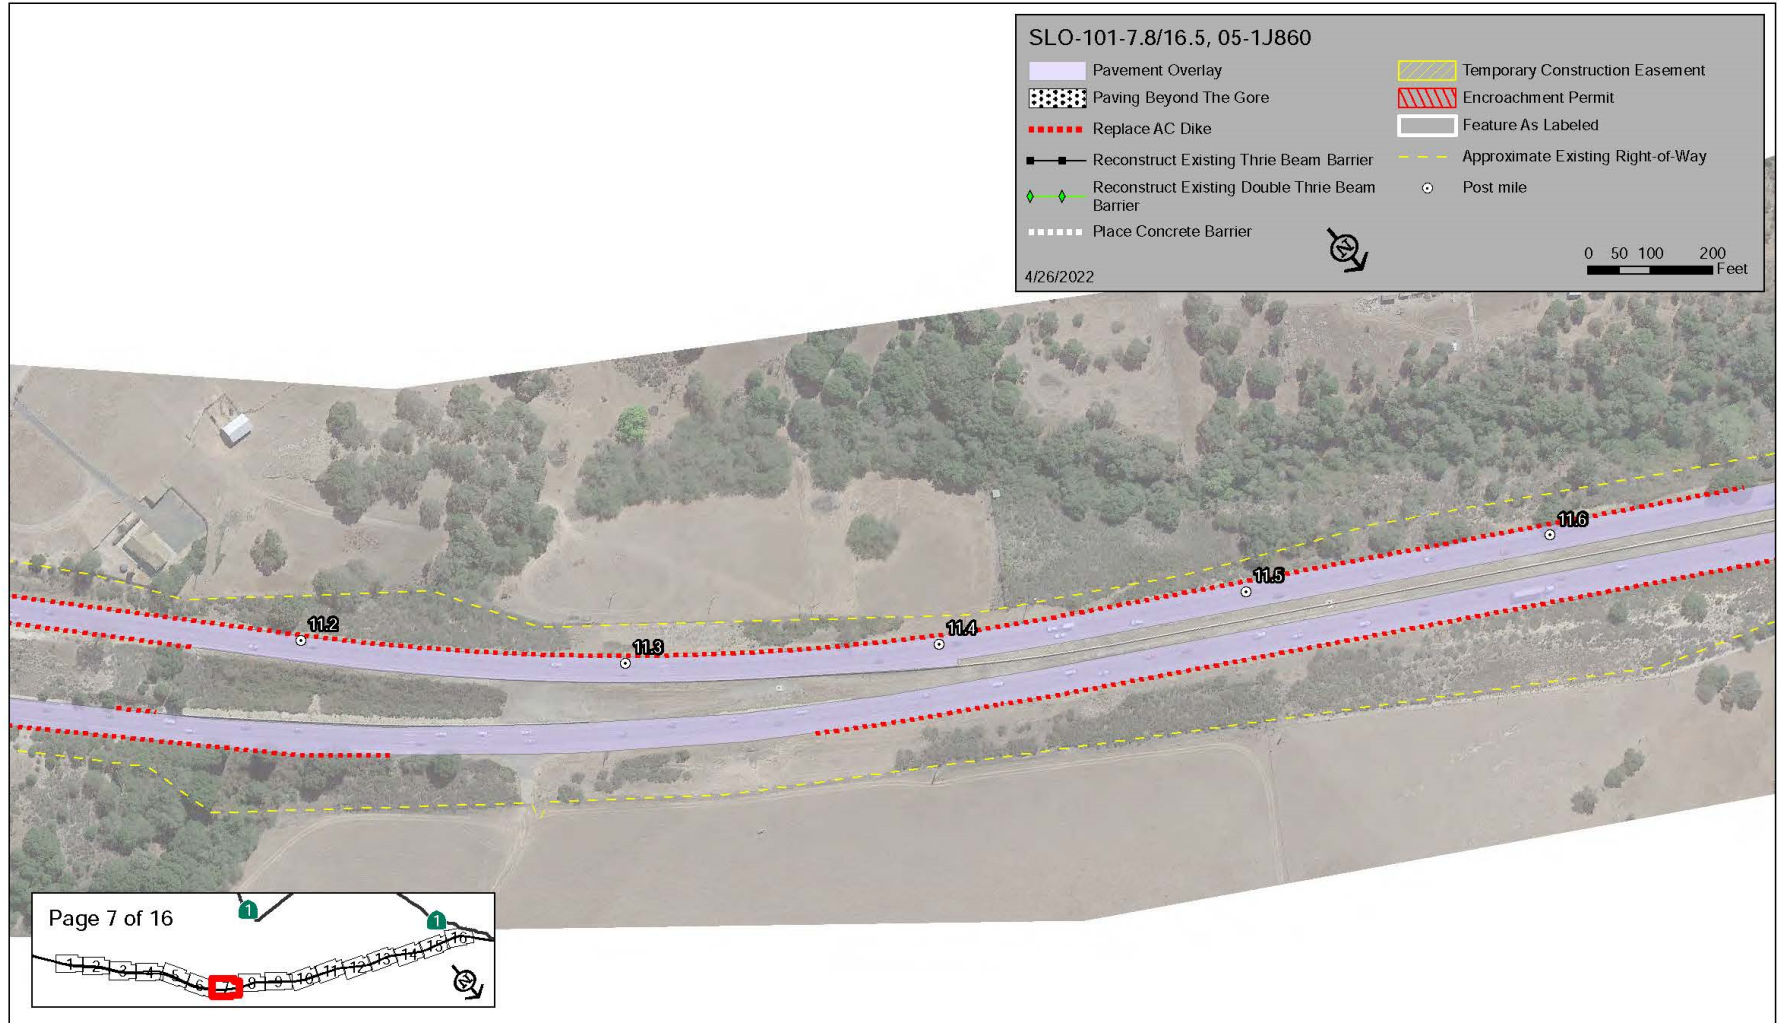 SLO-101-7.8/16.5, 05-1J860
Pavement Overlay
Paving Beyond The Gore
Replace AC Dike
Reconstruct Existing Thrie Beam Barrier
Reconstruct Existing Double Thrie Beam
Barrier
Place Concrete Barrier
Temporary Construction Easement
Encroachment Permit
Feature As Labeled
Approximate Existing Right-of-Way
Post mile
N
0 50 100 200
Feet
4/26/2022
11.2
11.3
11.4
11.5
11.6
Page 7 of 16
1
1
1 2 3 4 5 6 7 8 9 10 11 12 13 14 15 16
N